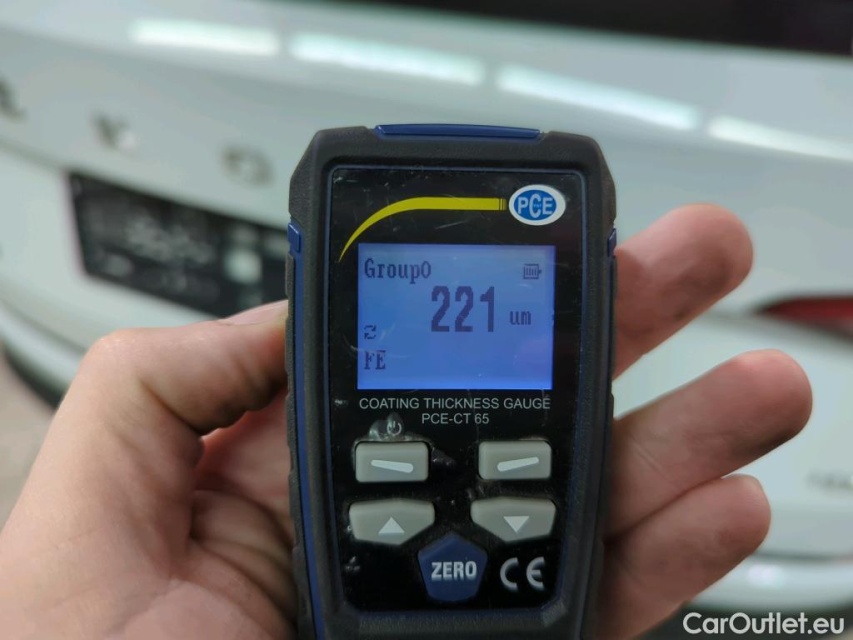 PCE
Group0
221 um
FE
COATING THICKNESS GAUGE
PCE-CT 65
ZERO
CE
CarOutlet.eu